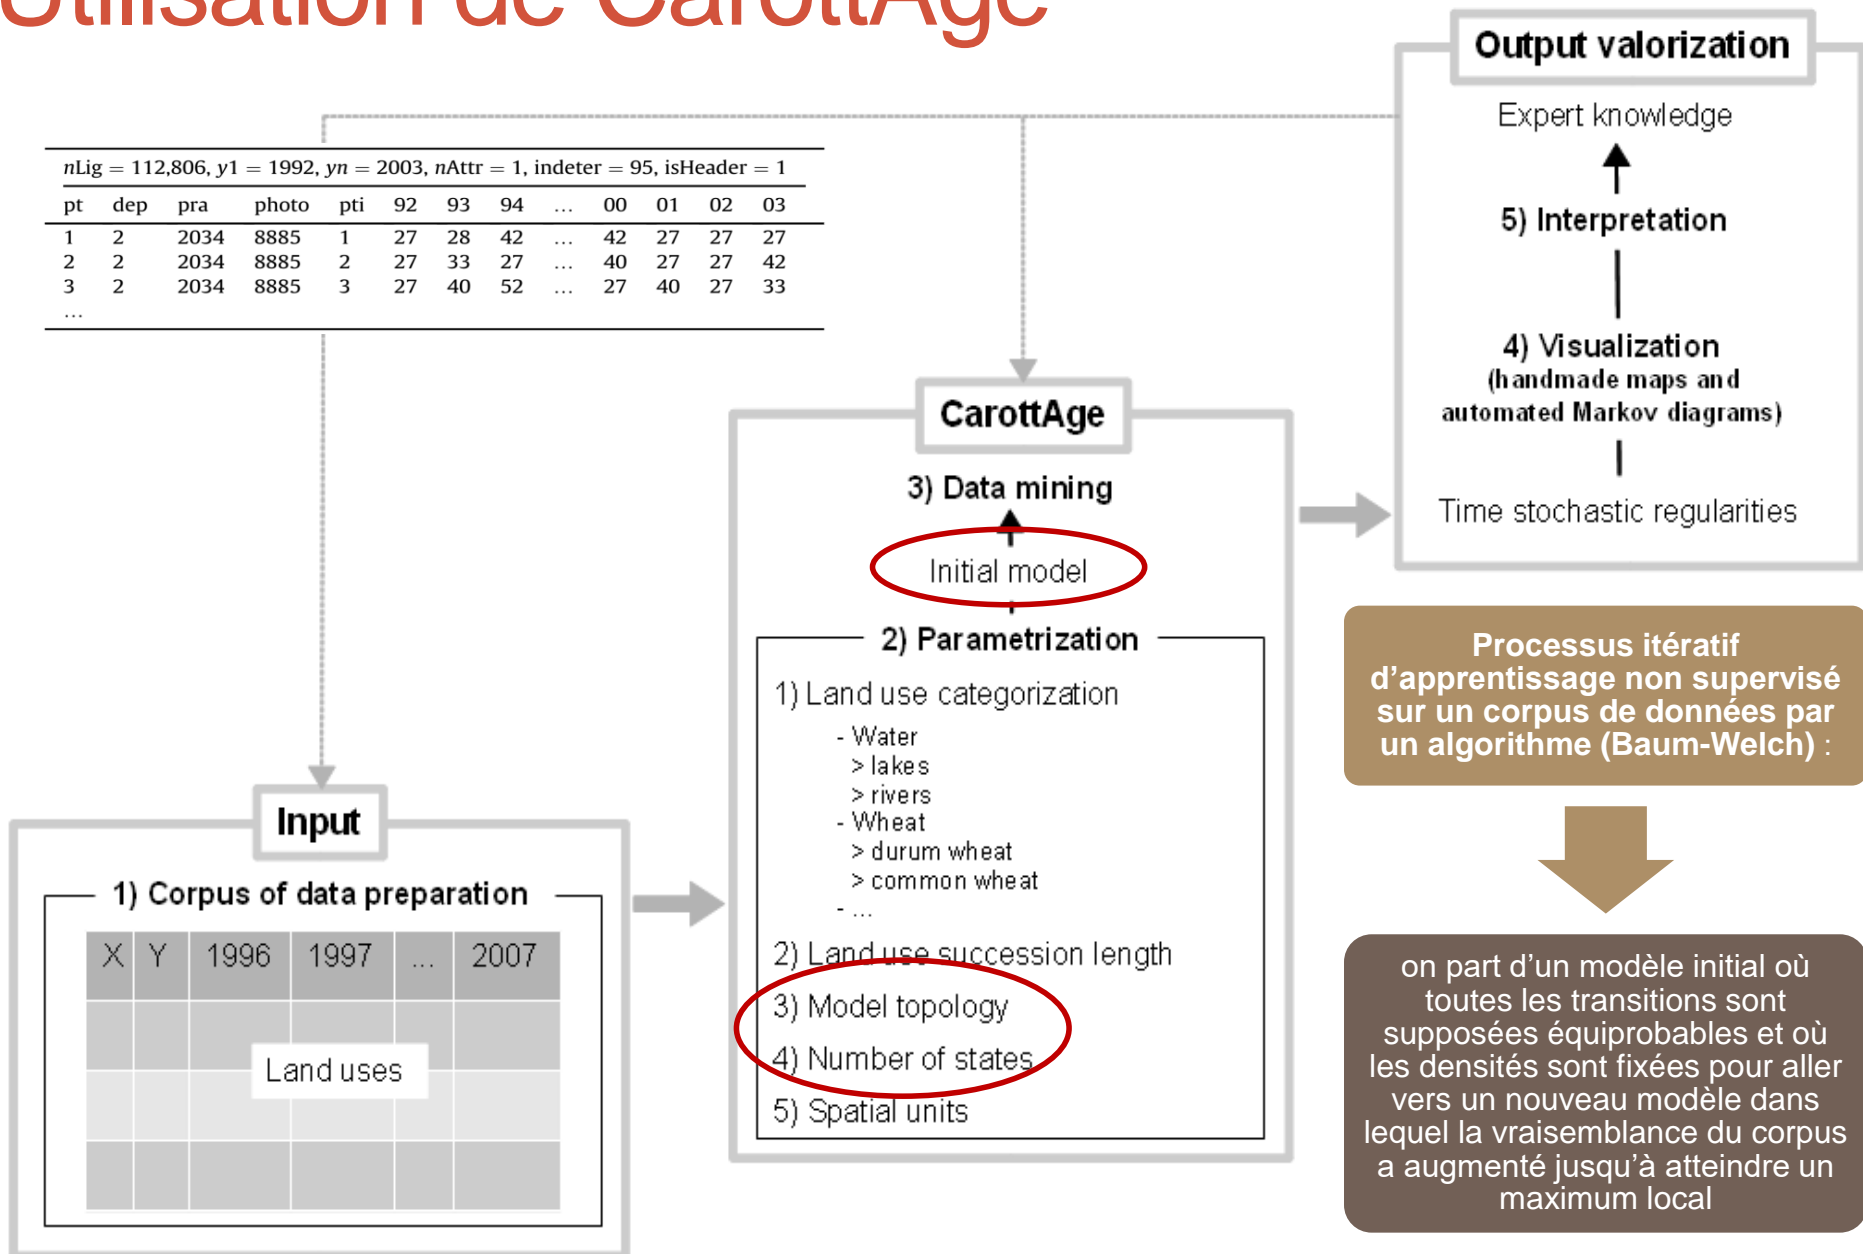 Utilisation de CarottAge
nLig = 112,806, y1 = 1992, yn = 2003, nAttr = 1, indeter = 95, isHeader = 1
pt dep pra photo pti 92 93 94 ... 00 01 02 03
1 2 2034 8885 1 27 28 42 ... 42 27 27 27
2 2 2034 8885 2 27 33 27 ... 40 27 27 42
3 2 2034 8885 3 27 40 52 ... 27 40 27 33
...
Input
1) Corpus of data preparation
X Y 1996 1997 ... 2007
Land uses
CarottAge
3) Data mining
Initial model
2) Parametrization
1) Land use categorization
- Water
> lakes
> rivers
- Wheat
> durum wheat
> common wheat
- ...
2) Land use succession length
3) Model topology
4) Number of states
5) Spatial units
Output valorization
Expert knowledge
5) Interpretation
4) Visualization
(handmade maps and
automated Markov diagrams)
Time stochastic regularities
Processus itératif
d’apprentissage non supervisé
sur un corpus de données par
un algorithme (Baum-Welch) :
on part d’un modèle initial où
toutes les transitions sont
supposées équiprobables et où
les densités sont fixées pour aller
vers un nouveau modèle dans
lequel la vraisemblance du corpus
a augmenté jusqu’à atteindre un
maximum local